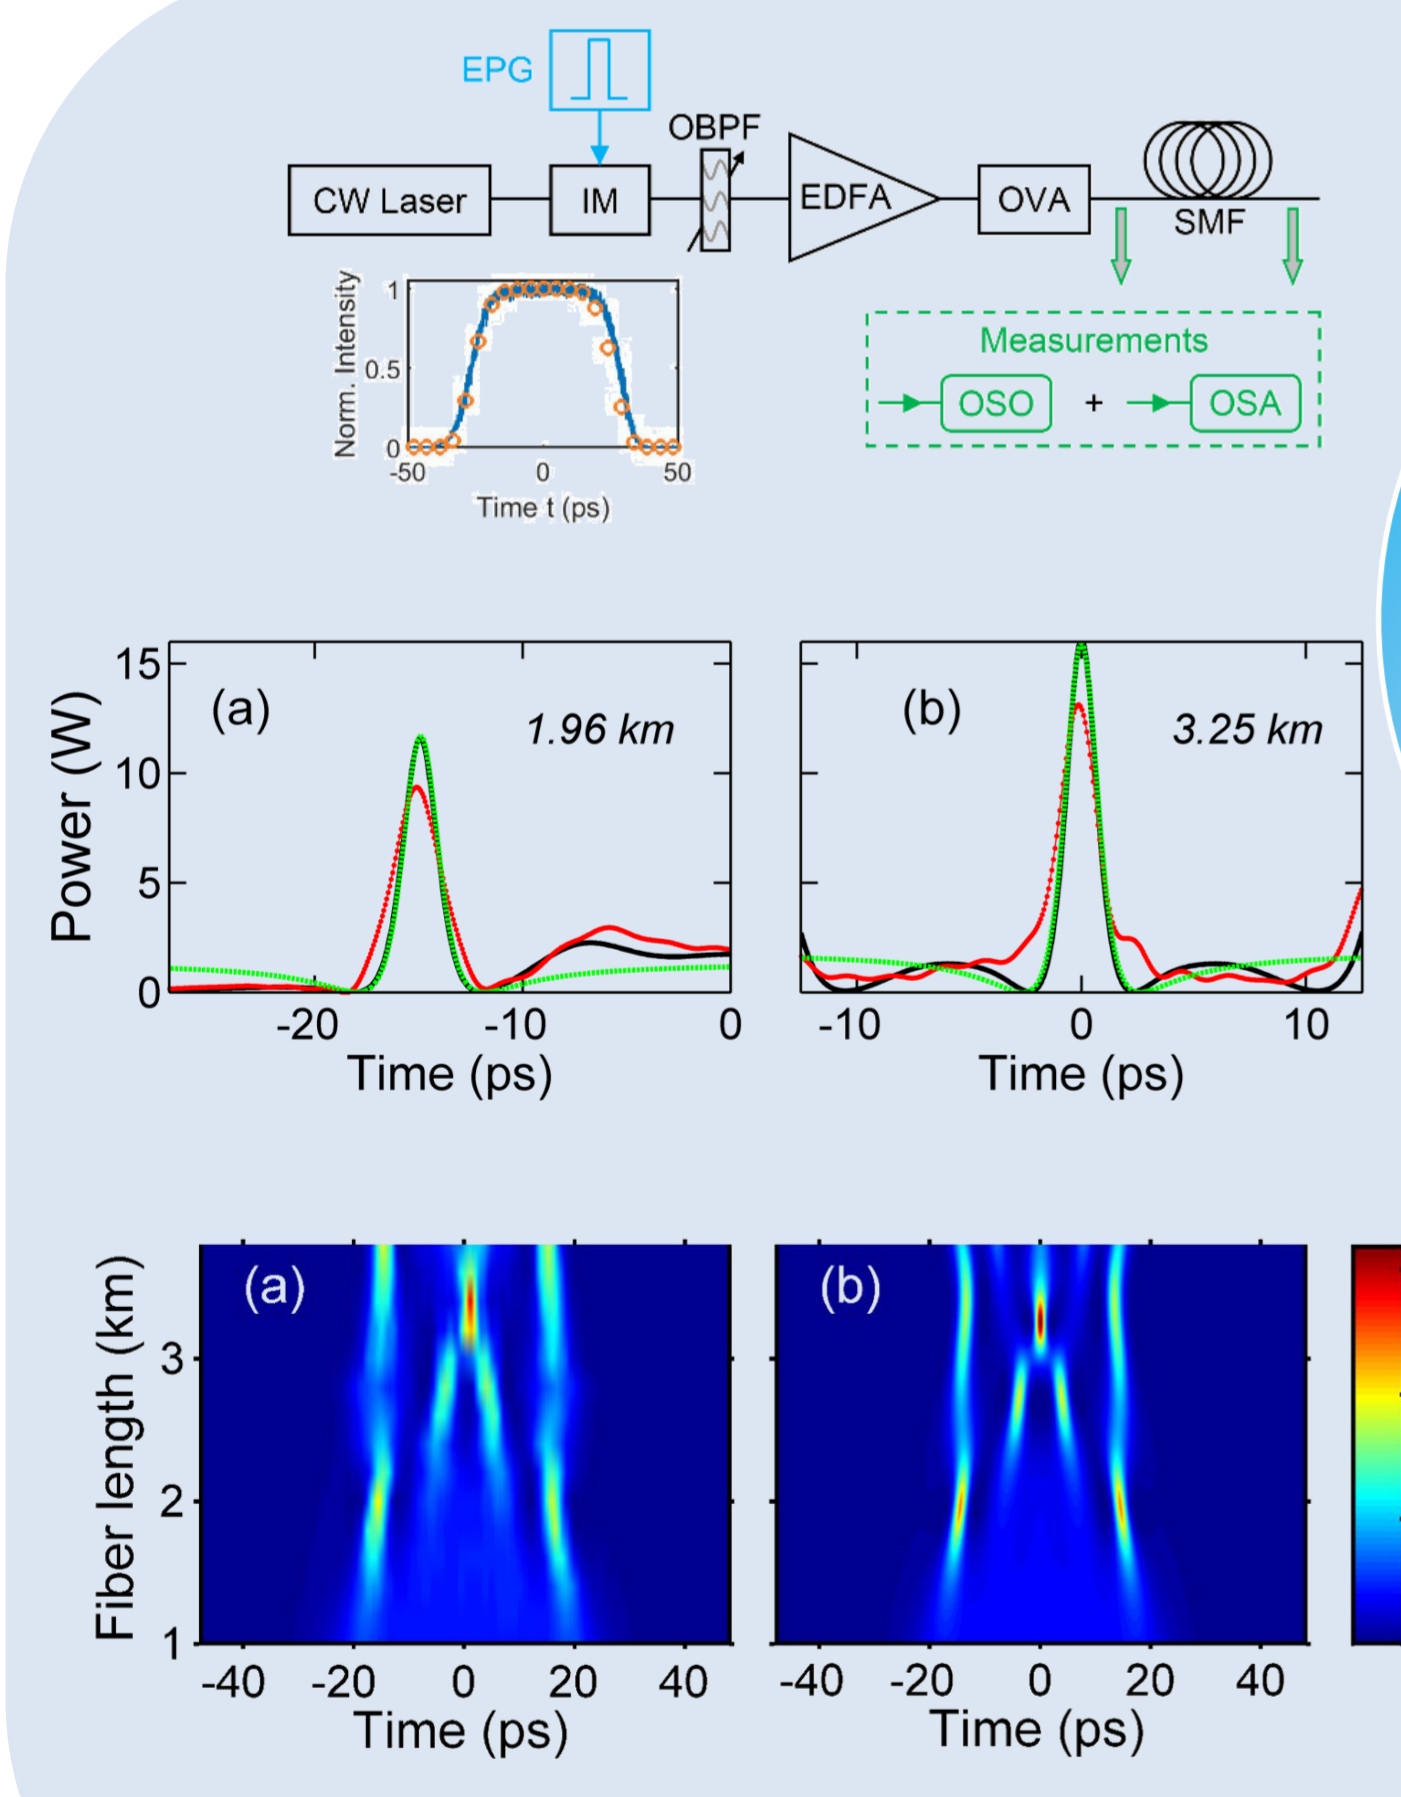 EPG
OBPF
CW Laser
IM
EDFA
OVA
SMF
Norm. Intensity
1
0.5
0
-50
0
50
Time t (ps)
Measurements
OSO
+
OSA
Power (W)
15
10
5
0
(a)
1.96 km
-20
-10
0
Time (ps)
(b)
3.25 km
-10
0
10
Time (ps)
Fiber length (km)
3
2
1
(a)
-40
-20
0
20
40
Time (ps)
(b)
-40
-20
0
20
40
Time (ps)